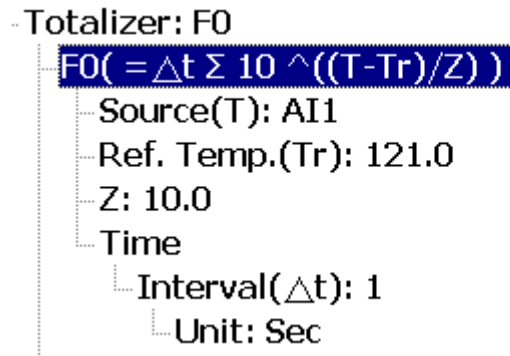 Totalizer: F0
F0( =△t Σ 10 ^((T-Tr)/Z) )
Source(T): AI1
Ref. Temp.(Tr): 121.0
Z: 10.0
Time
Interval(△t): 1
Unit: Sec